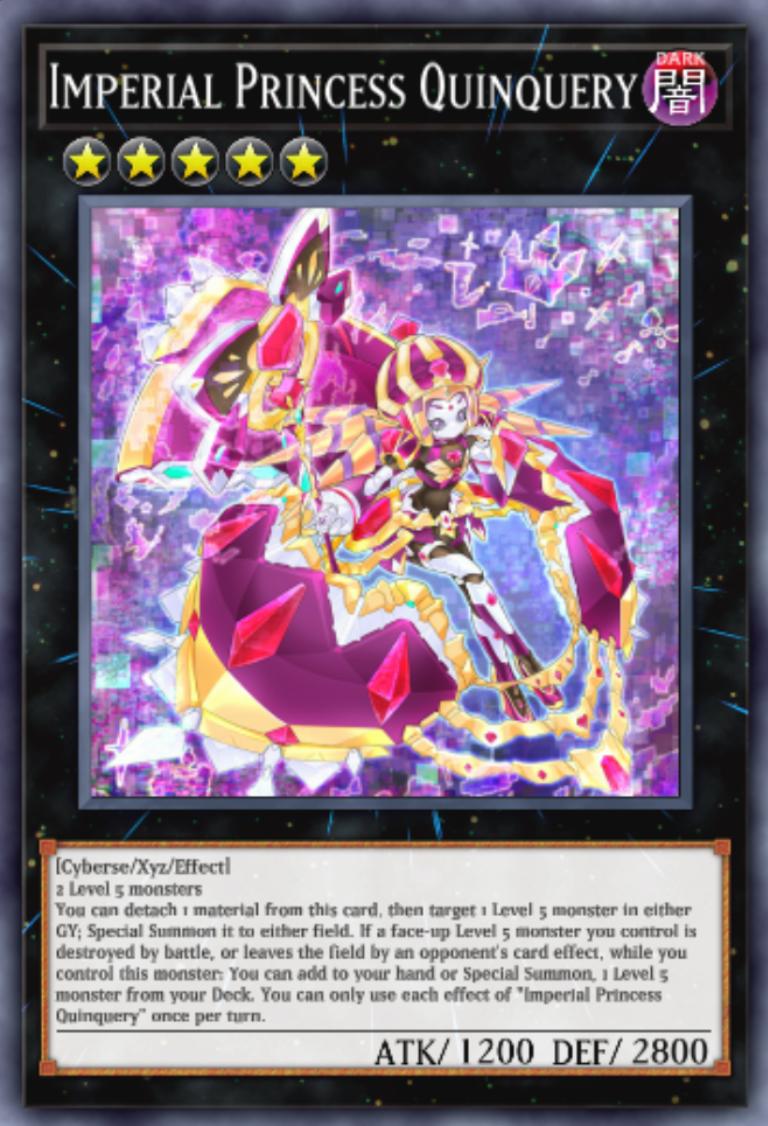 IMPERIAL PRINCESS QUINQUERY
DARK
闇
[Cyberse/Xyz/Effect]
2 Level 5 monsters
You can detach 1 material from this card, then target 1 Level 5 monster in either
GY; Special Summon it to either field. If a face-up Level 5 monster you control is
destroyed by battle, or leaves the field by an opponent's card effect, while you
control this monster: You can add to your hand or Special Summon, 1 Level 5
monster from your Deck. You can only use each effect of "Imperial Princess
Quinquery" once per turn.
ATK/ 1200 DEF/ 2800